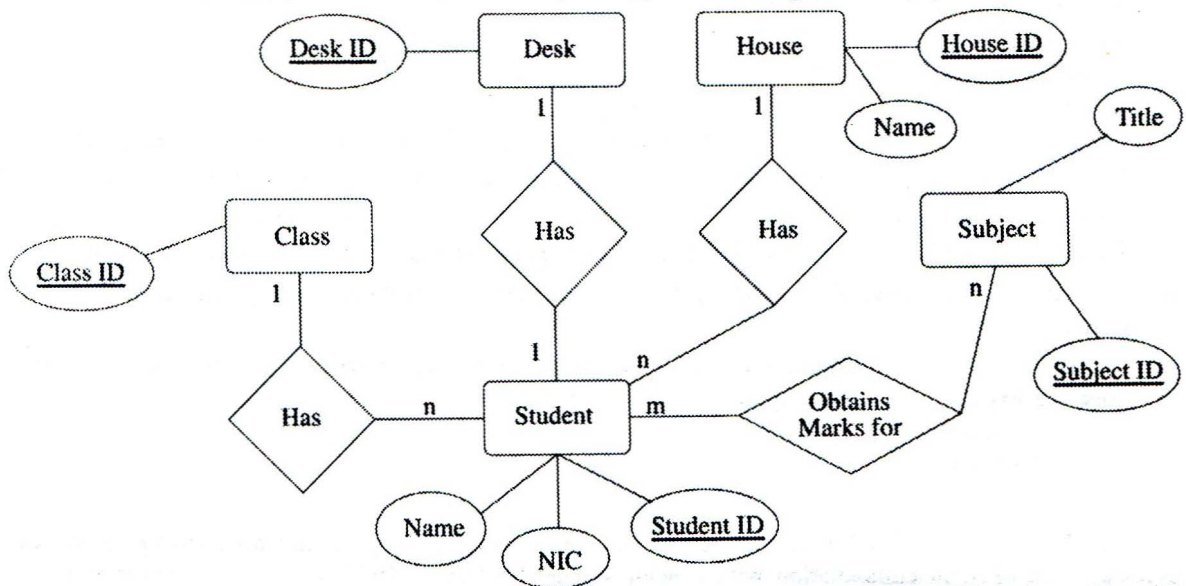 Desk ID
Desk
House
House ID
1
1
Name
Title
Class
Has
Has
Subject
Class ID
1
n
1
n
Subject ID
Has
n
Student
m
Obtains
Marks for
Name
NIC
Student ID